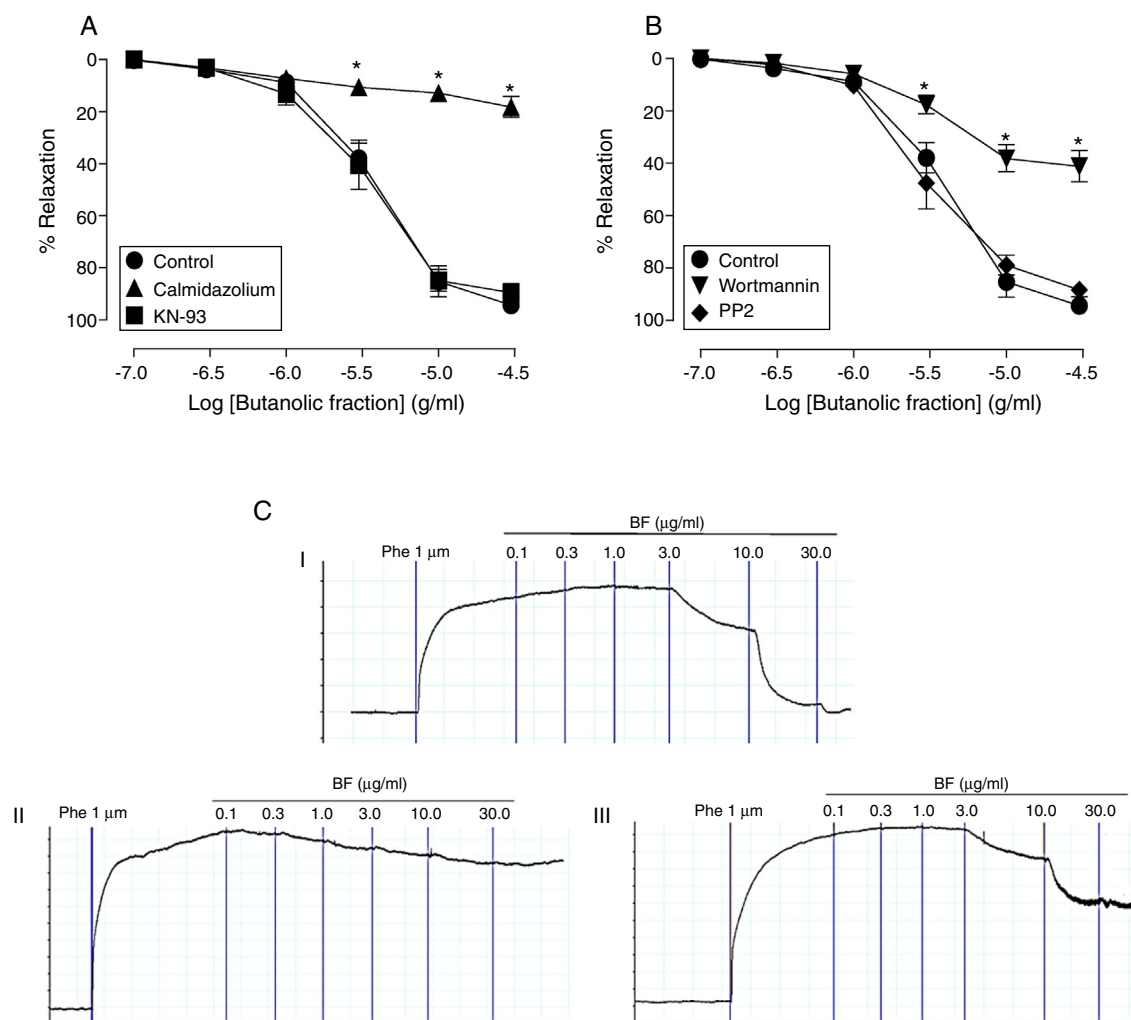 A
0
20
40
60
80
100
% Relaxation
*
*
*
Control
Calmidazolium
KN-93
-7.0 -6.5 -6.0 -5.5 -5.0 -4.5
Log [Butanolic fraction] (g/ml)
B
0
20
40
60
80
100
% Relaxation
*
*
*
Control
Wortmannin
PP2
-7.0 -6.5 -6.0 -5.5 -5.0 -4.5
Log [Butanolic fraction] (g/ml)
C
I
BF (μg/ml)
Phe 1 μm 0.1 0.3 1.0 3.0 10.0 30.0
II
BF (μg/ml)
Phe 1 μm 0.1 0.3 1.0 3.0 10.0 30.0
III
BF (μg/ml)
Phe 1 μm 0.1 0.3 1.0 3.0 10.0 30.0